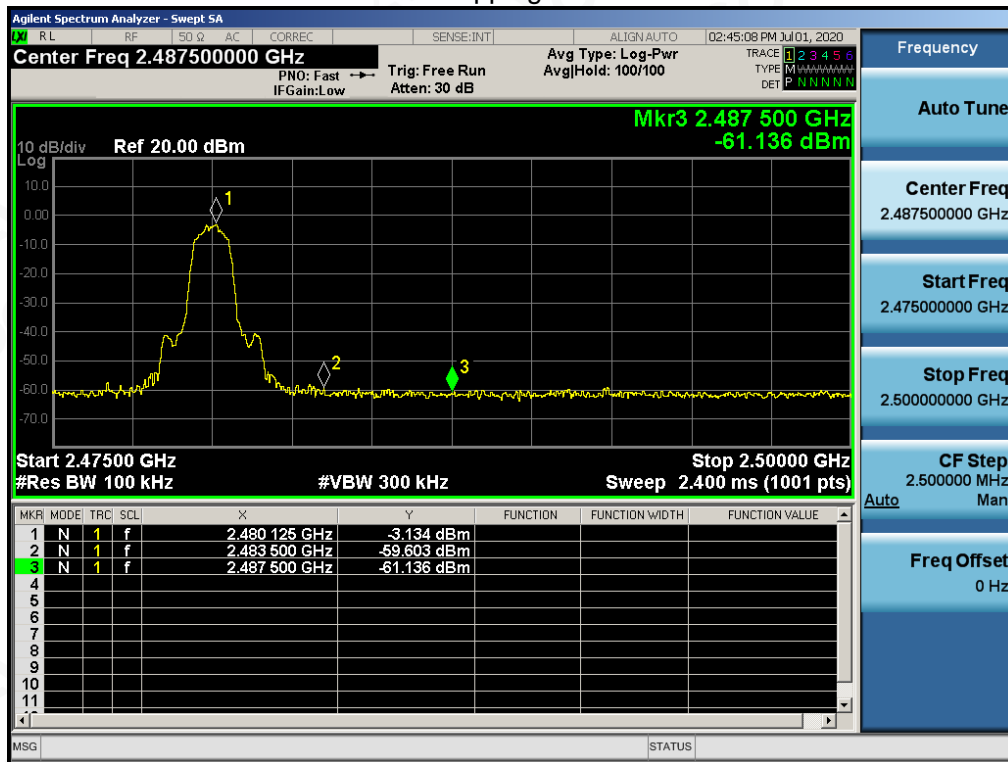 Agilent Spectrum Analyzer - Swept SA
LXI RL RF 50 Ω AC CORREC SENSE:INT ALIGNAUTO 02:45:08 PM Jul 01, 2020
Center Freq 2.487500000 GHz
PNO: Fast
IFGain:Low
Trig: Free Run
Atten: 30 dB
Avg Type: Log-Pwr
Avg|Hold: 100/100
TRACE 1 2 3 4 5 6
TYPE M
DET P N N N N N
Mkr3 2.487 500 GHz
-61.136 dBm
10 dB/div Ref 20.00 dBm
Log
10.0
0.00
-10.0
-20.0
-30.0
-40.0
-50.0
-60.0
-70.0
1
2
3
Start 2.47500 GHz Stop 2.50000 GHz
#Res BW 100 kHz #VBW 300 kHz Sweep 2.400 ms (1001 pts)
MKR MODE TRC SCL X Y FUNCTION FUNCTION WIDTH FUNCTION VALUE
1 N 1 f 2.480 125 GHz -3.134 dBm
2 N 1 f 2.483 500 GHz -59.603 dBm
3 N 1 f 2.487 500 GHz -61.136 dBm
4
5
6
7
8
9
10
11
MSG STATUS
Frequency
Auto Tune
Center Freq
2.487500000 GHz
Start Freq
2.475000000 GHz
Stop Freq
2.500000000 GHz
CF Step
2.500000 MHz
Auto Man
Freq Offset
0 Hz